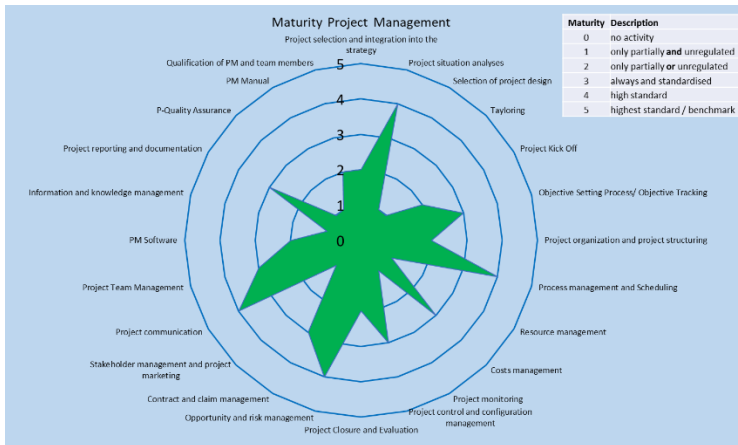 Maturity Project Management
Maturity Description
0 no activity
1 only partially and unregulated
2 only partially or unregulated
3 always and standardised
4 high standard
5 highest standard / benchmark
Project selection and integration into the
strategy
Project situation analyses
Selection of project design
Tayloring
Project Kick Off
Objective Setting Process/ Objective Tracking
Project organization and project structuring
Process management and Scheduling
Resource management
Costs management
Project monitoring
Project control and configuration
management
Project Closure and Evaluation
Opportunity and risk management
Contract and claim management
Stakeholder management and project
marketing
Project communication
Project Team Management
PM Software
Information and knowledge management
Project reporting and documentation
P-Quality Assurance
PM Manual
Qualification of PM and team members
5
4
3
2
1
0